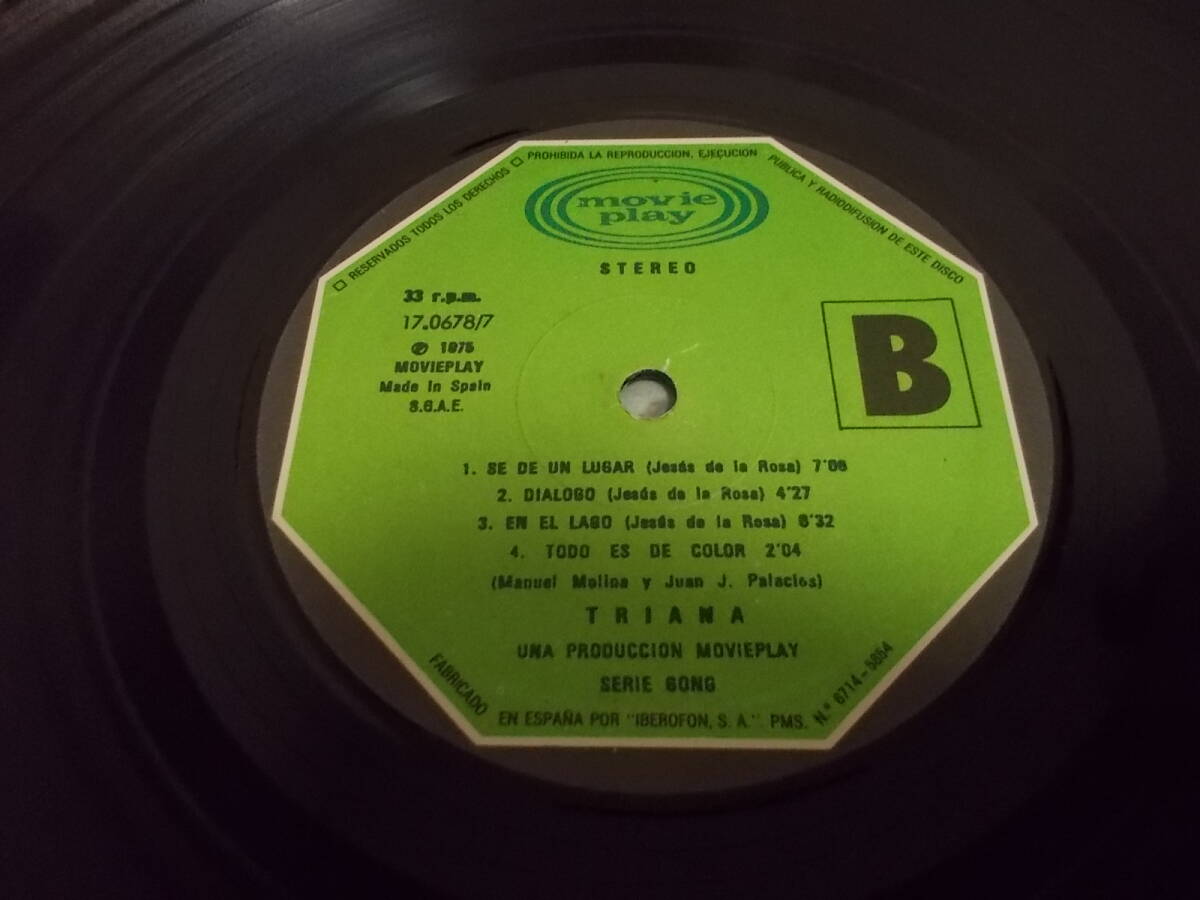 □ RESERVADOS TODOS LOS DERECHOS □ PROHIBIDA LA REPRODUCCION, EJECUCION PUBLICA Y RADIODIFUSION DE ESTE DISCO
movie
play
STEREO
33 r.p.m.
17.0678/7
℗ 1975
MOVIEPLAY
Made in Spain
S.G.A.E.
B
1. SE DE UN LUGAR (Jesús de la Rosa) 7'08
2. DIALOGO (Jesús de la Rosa) 4'27
3. EN EL LAGO (Jesús de la Rosa) 6'32
4. TODO ES DE COLOR 2'04
(Manuel Molina y Juan J. Palacios)
TRIANA
UNA PRODUCCION MOVIEPLAY
SERIE GONG
FABRICADO EN ESPAÑA POR "IBEROFON, S. A." PMS. N.° 6714-5864